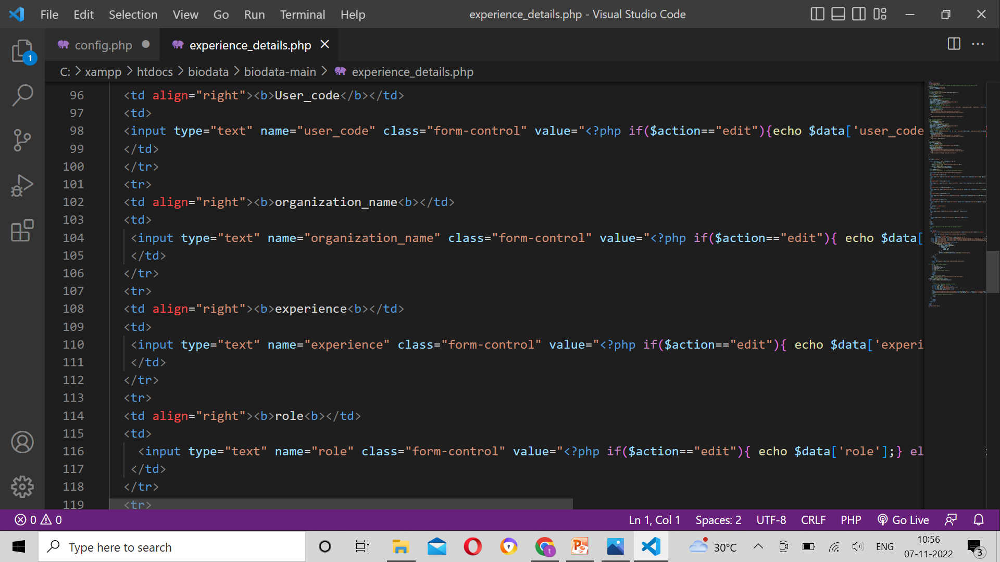 File Edit Selection View Go Run Terminal Help experience_details.php - Visual Studio Code
config.php experience_details.php
1
C: > xampp > htdocs > biodata > biodata-main > experience_details.php
96 <td align="right"><b>User_code</b></td>
97 <td>
98 <input type="text" name="user_code" class="form-control" value="<?php if($action=="edit"){echo $data['user_code
99 </td>
100 </tr>
101 <tr>
102 <td align="right"><b>organization_name<b></td>
103 <td>
104 <input type="text" name="organization_name" class="form-control" value="<?php if($action=="edit"){ echo $data[
105 </td>
106 </tr>
107 <tr>
108 <td align="right"><b>experience<b></td>
109 <td>
110 <input type="text" name="experience" class="form-control" value="<?php if($action=="edit"){ echo $data['experi
111 </td>
112 </tr>
113 <tr>
114 <td align="right"><b>role<b></td>
115 <td>
116 <input type="text" name="role" class="form-control" value="<?php if($action=="edit"){ echo $data['role'];} el
117 </td>
118 </tr>
119 <tr>
0 0 Ln 1, Col 1 Spaces: 2 UTF-8 CRLF PHP Go Live
Type here to search 30°C ENG 10:56
07-11-2022 3